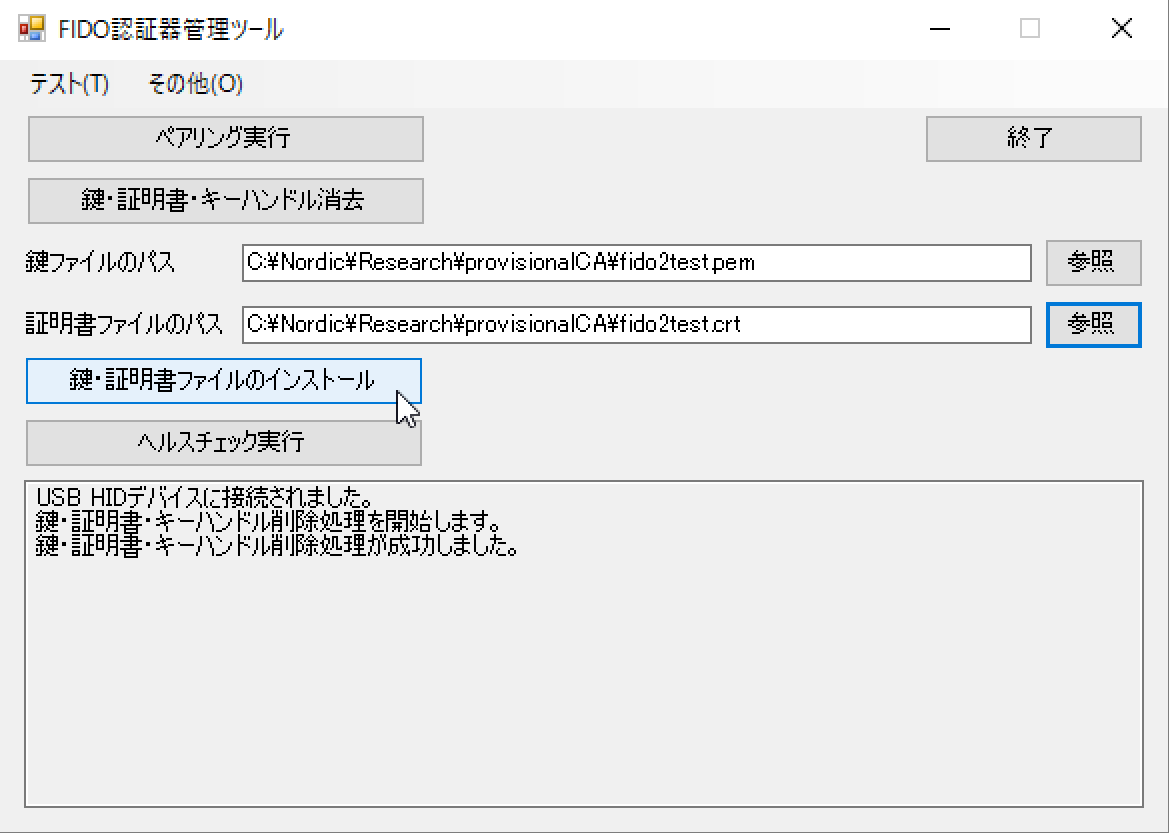 FIDO認証器管理ツール
テスト(T) その他(O)
ペアリング実行 終了
鍵・証明書・キーハンドル消去
鍵ファイルのパス C:¥Nordic¥Research¥provisionalCA¥fido2test.pem 参照
証明書ファイルのパス C:¥Nordic¥Research¥provisionalCA¥fido2test.crt 参照
鍵・証明書ファイルのインストール
ヘルスチェック実行
USB HIDデバイスに接続されました。
鍵・証明書・キーハンドル削除処理を開始します。
鍵・証明書・キーハンドル削除処理が成功しました。